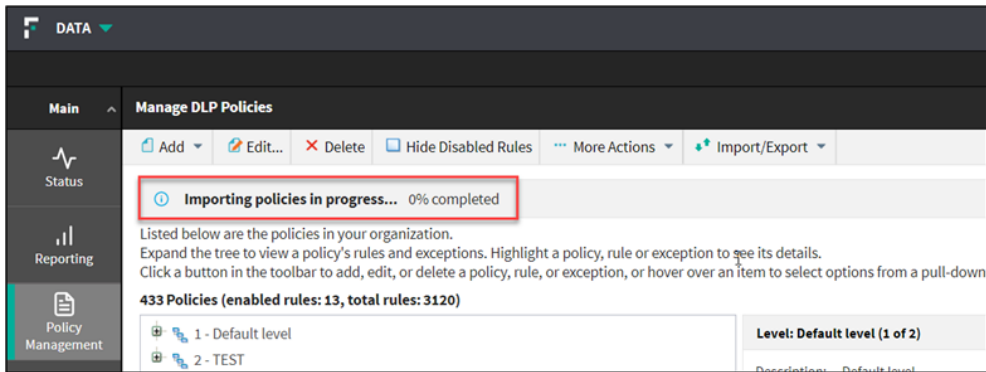 DATA
Main
Manage DLP Policies
Add
Edit...
Delete
Hide Disabled Rules
More Actions
Import/Export
Status
Importing policies in progress... 0% completed
Reporting
Listed below are the policies in your organization.
Expand the tree to view a policy's rules and exceptions. Highlight a policy, rule or exception to see its details.
Click a button in the toolbar to add, edit, or delete a policy, rule, or exception, or hover over an item to select options from a pull-down
433 Policies (enabled rules: 13, total rules: 3120)
Policy
Management
1 - Default level
2 - TEST
Level: Default level (1 of 2)
Description: Default level